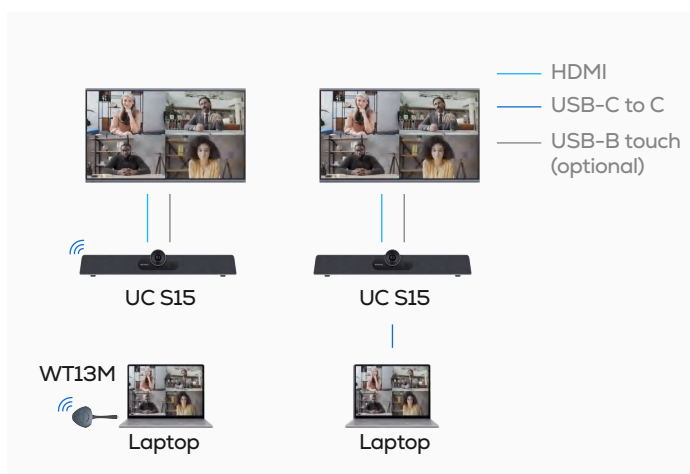 HDMI
USB-C to C
USB-B touch
(optional)
UC S15
UC S15
WT13M
Laptop
Laptop